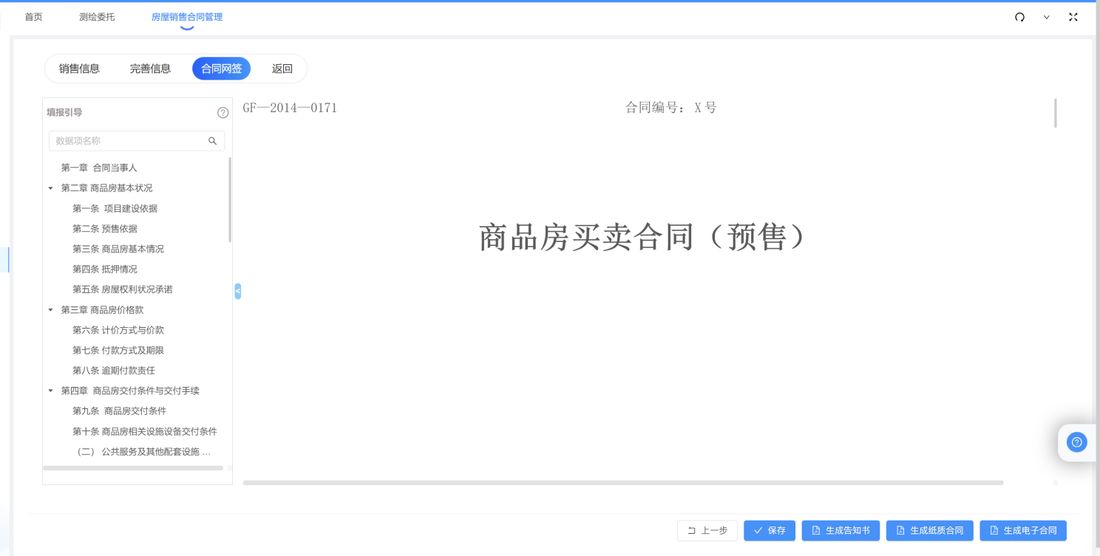 首页 测绘委托 房屋销售合同管理
销售信息 完善信息 合同网签 返回
填报引导
数据项名称
第一章 合同当事人
第二章 商品房基本状况
第一条 项目建设依据
第二条 预售依据
第三条 商品房基本情况
第四条 抵押情况
第五条 房屋权利状况承诺
第三章 商品房价格款
第六条 计价方式与价款
第七条 付款方式及期限
第八条 逾期付款责任
第四章 商品房交付条件与交付手续
第九条 商品房交付条件
第十条 商品房相关设施设备交付条件
（二） 公共服务及其他配套设施 ...
GF—2014—0171 合同编号： X 号
商品房买卖合同（预售）
上一步 保存 生成告知书 生成纸质合同 生成电子合同